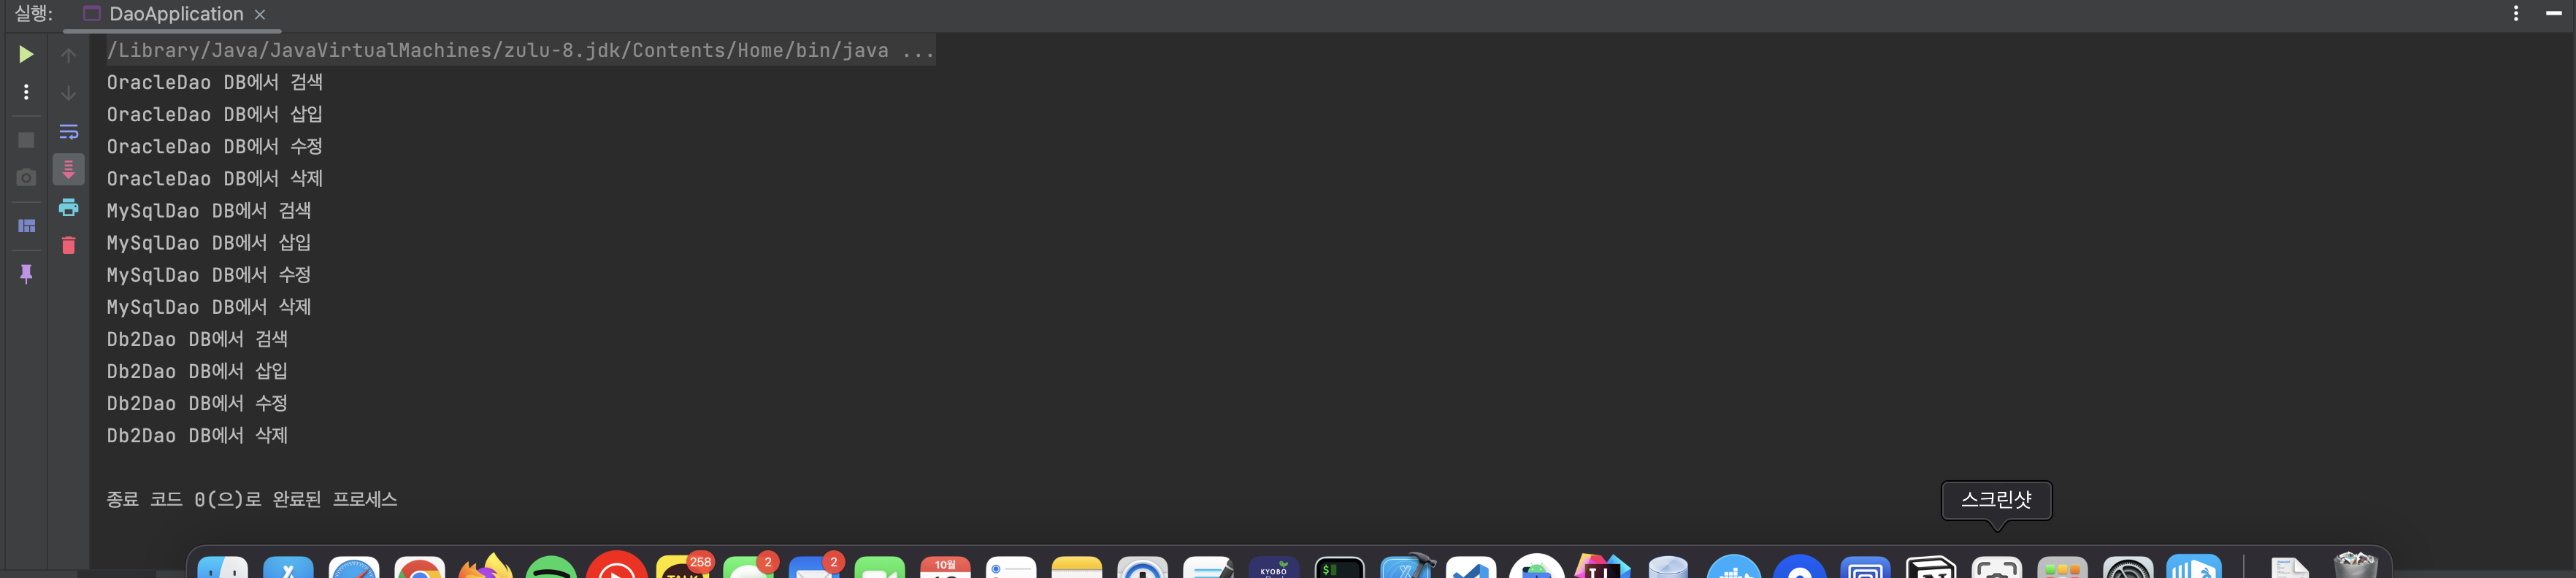 실행:
DaoApplication
/Library/Java/JavaVirtualMachines/zulu-8.jdk/Contents/Home/bin/java ...
OracleDao DB에서 검색
OracleDao DB에서 삽입
OracleDao DB에서 수정
OracleDao DB에서 삭제
MySqlDao DB에서 검색
MySqlDao DB에서 삽입
MySqlDao DB에서 수정
MySqlDao DB에서 삭제
Db2Dao DB에서 검색
Db2Dao DB에서 삽입
Db2Dao DB에서 수정
Db2Dao DB에서 삭제
종료 코드 0(으)로 완료된 프로세스
스크린샷
258
2
2
10월
KYOBO